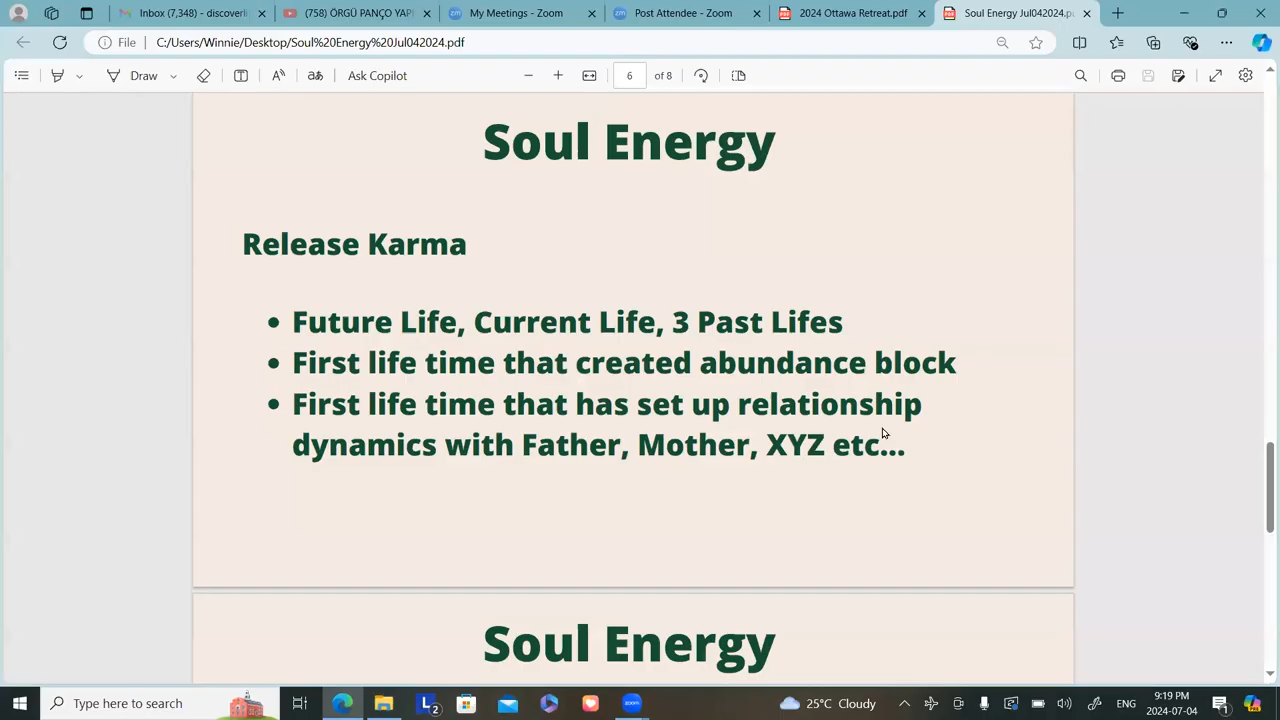 Inbox (7,348) - discoveri
(758) ÖRGÜ PANÇO YAPI
My Meetings - Zoom
Post Attendee - Zoom
2024 Ottawa Retreat.pdf
Soul Energy Jul042024.p
File
C:/Users/Winnie/Desktop/Soul%20Energy%20Jul042024.pdf
Draw
Ask Copilot
6 of 8
Soul Energy
Release Karma
• Future Life, Current Life, 3 Past Lifes
• First life time that created abundance block
• First life time that has set up relationship
dynamics with Father, Mother, XYZ etc...
Soul Energy
Type here to search
25°C Cloudy
ENG
9:19 PM
2024-07-04